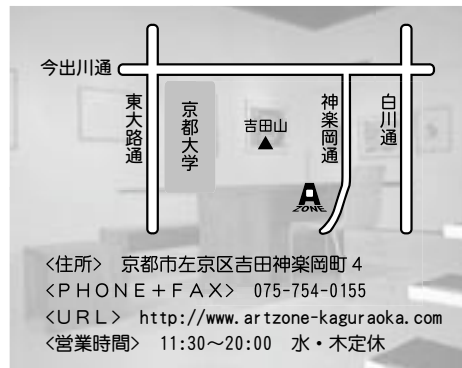 今出川通
東大路通
京都大学
吉田山
神楽岡通
白川通
A
ZONE
<住所> 京都市左京区吉田神楽岡町4
<PHONE+FAX> 075-754-0155
<URL> http://www.artzone-kaguraoka.com
<営業時間> 11:30～20:00 水・木定休